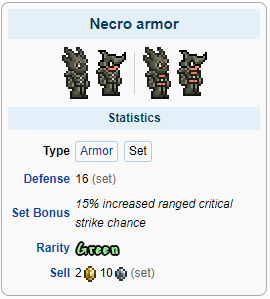 Necro armor
Statistics
Type Armor Set
Defense 16 (set)
Set Bonus 15% increased ranged critical
strike chance
Rarity Green
Sell 2 10 (set)